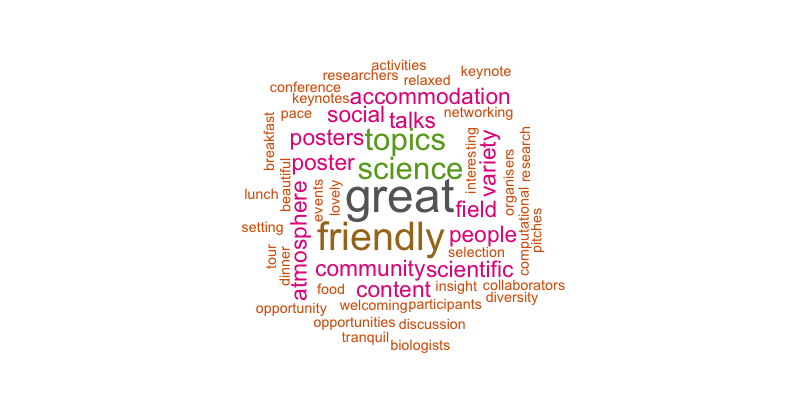 activities
researchers
relaxed
keynote
conference
keynotes
accommodation
pace
social
talks
networking
breakfast
posters
topics
interesting
variety
research
poster
science
organisers
beautiful
lunch
events
lovely
great
atmosphere
field
computational
pitches
setting
friendly
people
tour
dinner
selection
community
scientific
food
content
insight
collaborators
opportunity
welcoming
participants
diversity
opportunities
discussion
tranquil
biologists